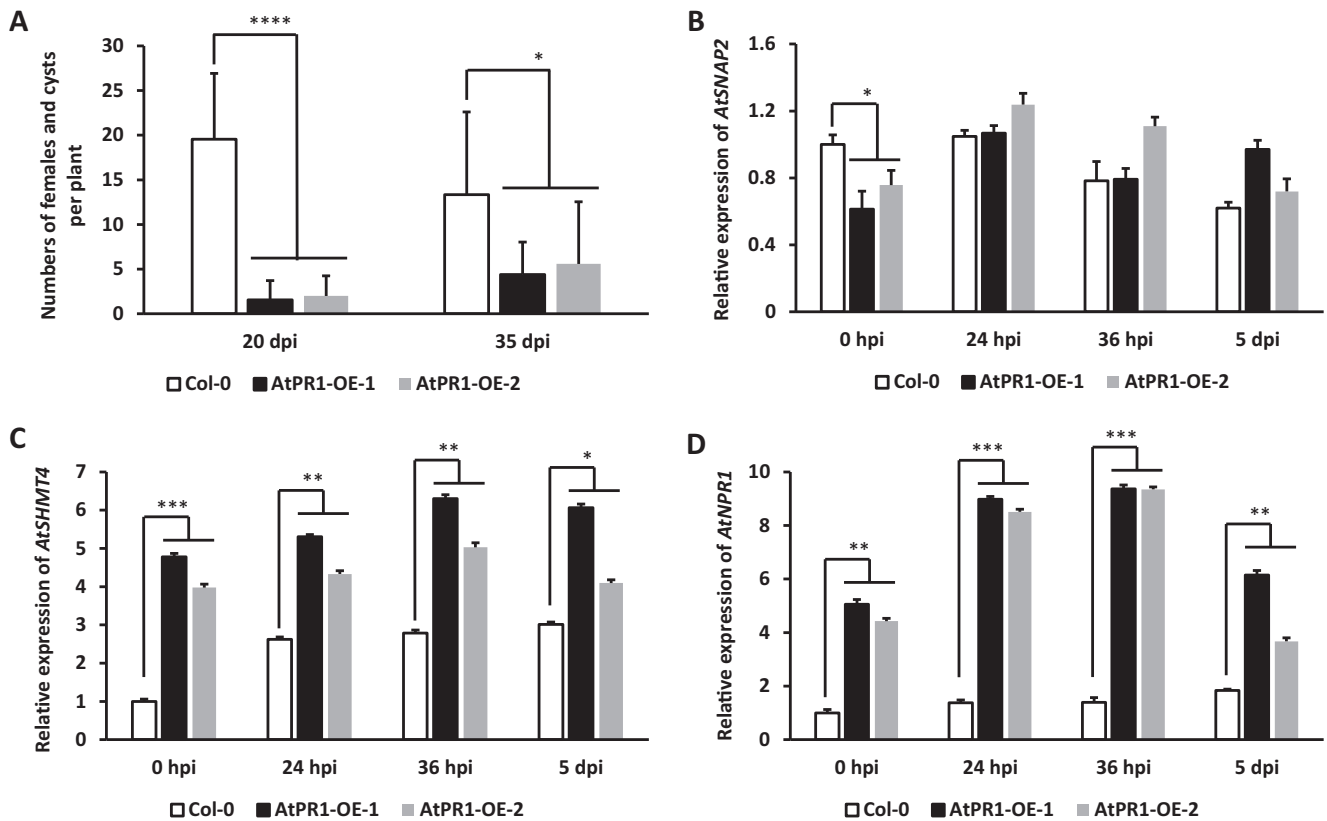 A
Numbers of females and cysts
per plant
30
25
20
15
10
5
0
****
*
20 dpi
35 dpi
Col-0
AtPR1-OE-1
AtPR1-OE-2
B
Relative expression of AtSNAP2
1.6
1.2
0.8
0.4
0
*
0 hpi
24 hpi
36 hpi
5 dpi
Col-0
AtPR1-OE-1
AtPR1-OE-2
C
Relative expression of AtSHMT4
7
6
5
4
3
2
1
0
***
**
**
*
0 hpi
24 hpi
36 hpi
5 dpi
Col-0
AtPR1-OE-1
AtPR1-OE-2
D
Relative expression of AtNPR1
10
8
6
4
2
0
**
***
***
**
0 hpi
24 hpi
36 hpi
5 dpi
Col-0
AtPR1-OE-1
AtPR1-OE-2